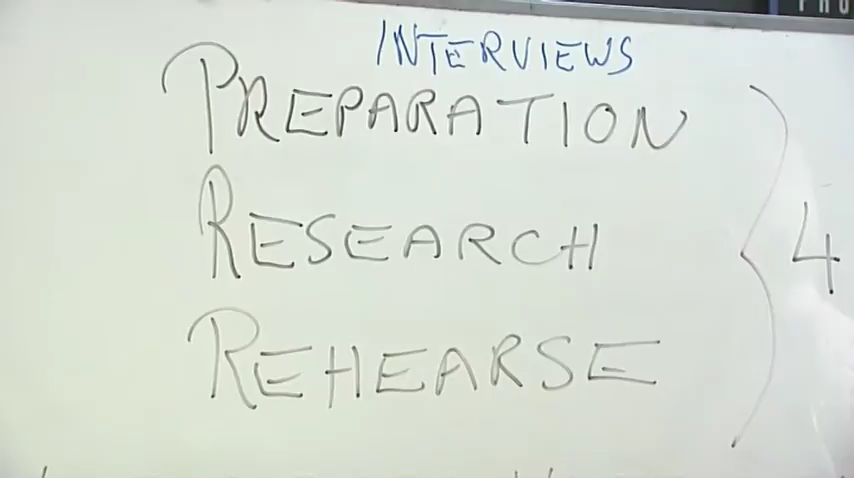 INTERVIEWS
PREPARATION
RESEARCH
REHEARSE
4